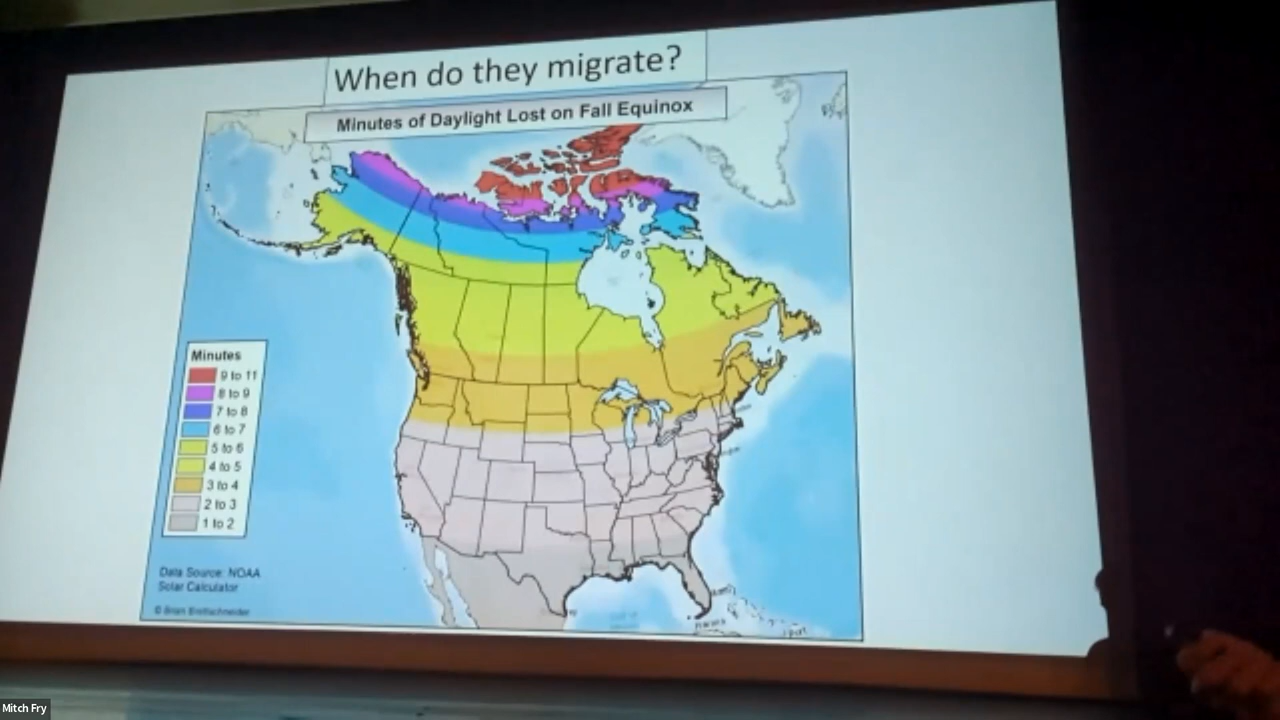 When do they migrate?
Minutes of Daylight Lost on Fall Equinox
Minutes
9 to 11
8 to 9
7 to 8
6 to 7
5 to 6
4 to 5
3 to 4
2 to 3
1 to 2
Data Source: NOAA
Solar Calculator
© Brian Brettschneider
Mitch Fry